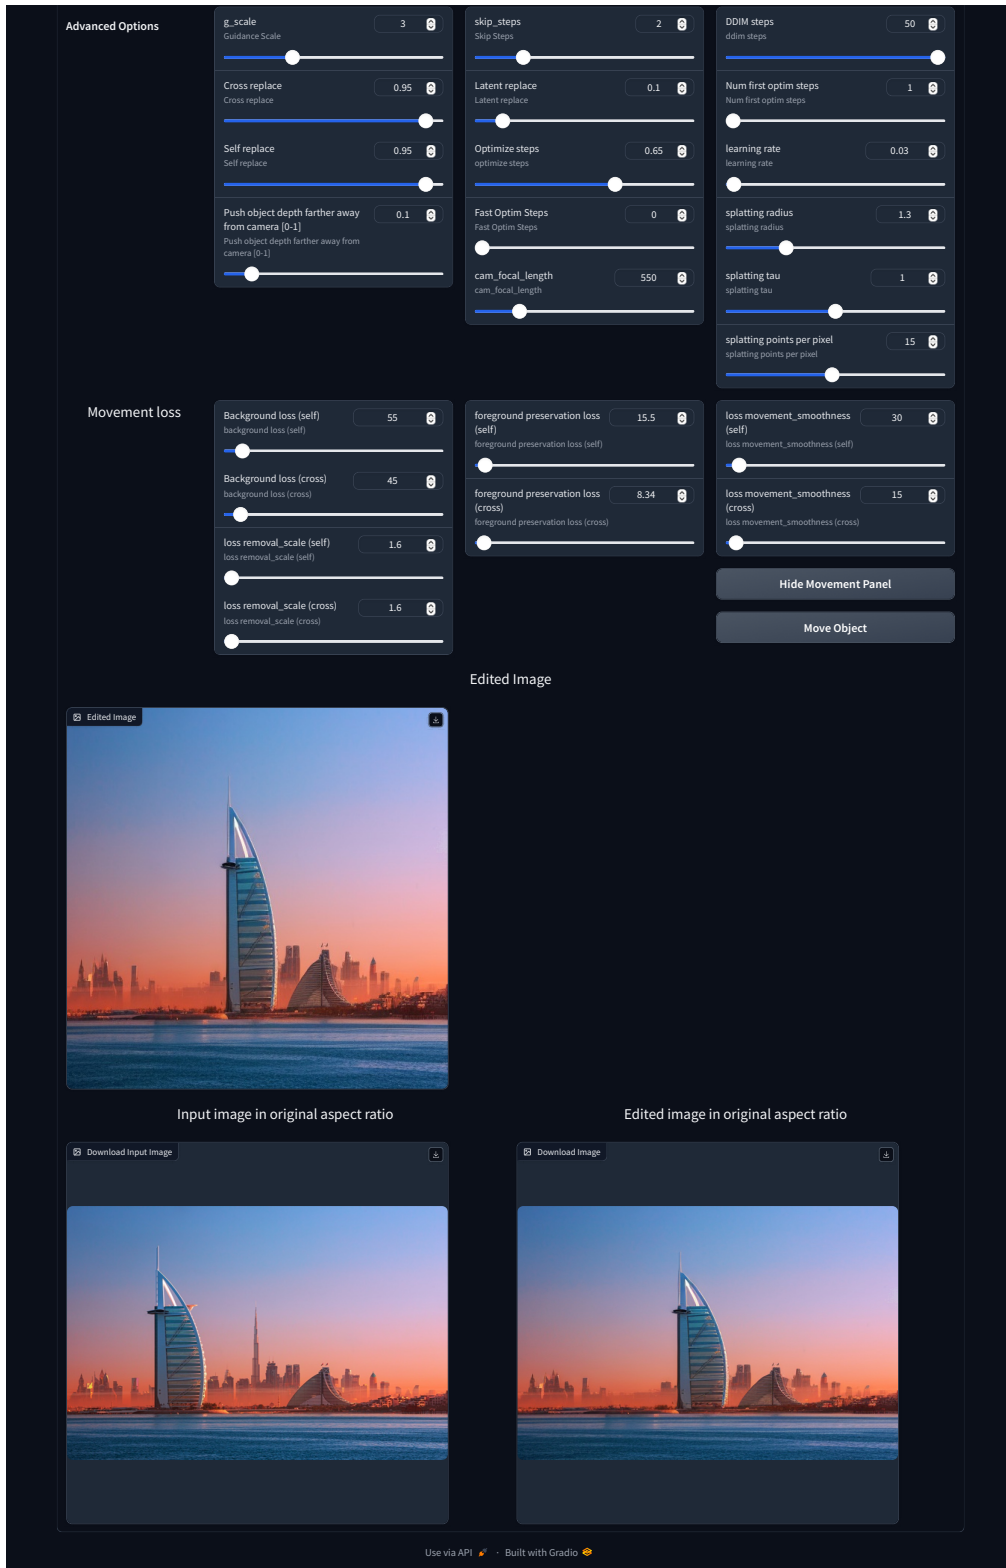 Advanced Options
g_scale
Guidance Scale
3
Cross replace
Cross replace
0.95
Self replace
Self replace
0.95
Push object depth farther away
from camera [0-1]
Push object depth farther away from
camera [0-1]
0.1
skip_steps
Skip Steps
2
Latent replace
Latent replace
0.1
Optimize steps
optimize steps
0.65
Fast Optim Steps
Fast Optim Steps
0
cam_focal_length
cam_focal_length
550
DDIM steps
ddim steps
50
Num first optim steps
Num first optim steps
1
learning rate
learning rate
0.03
splatting radius
splatting radius
1.3
splatting tau
splatting tau
1
splatting points per pixel
splatting points per pixel
15
Movement loss
Background loss (self)
background loss (self)
55
Background loss (cross)
background loss (cross)
45
loss removal_scale (self)
loss removal_scale (self)
1.6
loss removal_scale (cross)
loss removal_scale (cross)
1.6
foreground preservation loss
(self)
foreground preservation loss (self)
15.5
foreground preservation loss
(cross)
foreground preservation loss (cross)
8.34
loss movement_smoothness
(self)
loss movement_smoothness (self)
30
loss movement_smoothness
(cross)
loss movement_smoothness (cross)
15
Hide Movement Panel
Move Object
Edited Image
Edited Image
Input image in original aspect ratio
Edited image in original aspect ratio
Download Input Image
Download Image
Use via API · Built with Gradio